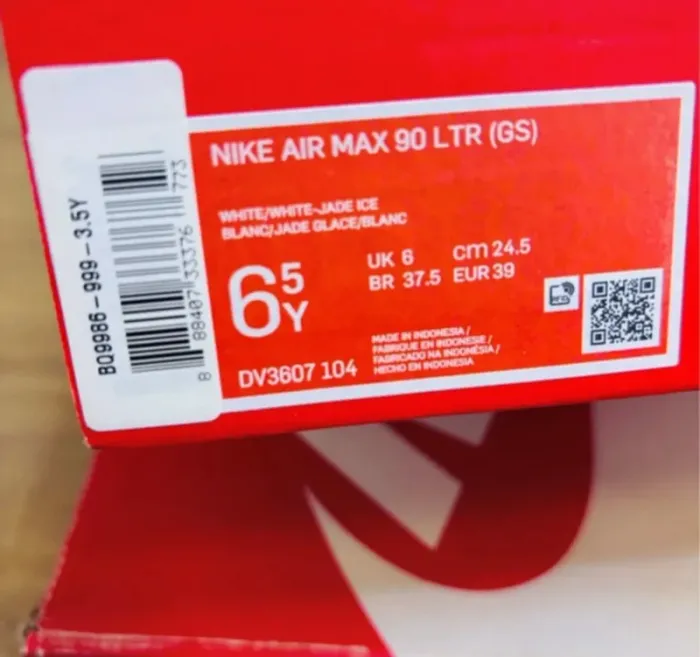 BQ9986-999-3.5Y
8 88407 33376 773
NIKE AIR MAX 90 LTR (GS)
WHITE/WHITE-JADE ICE
BLANC/JADE GLACE/BLANC
6 5 Y
UK 6 cm 24.5
BR 37.5 EUR 39
DV3607 104
MADE IN INDONESIA /
FABRIQUE EN INDONESIE /
FABRICADO NA INDONÉSIA /
HECHO EN INDONESIA